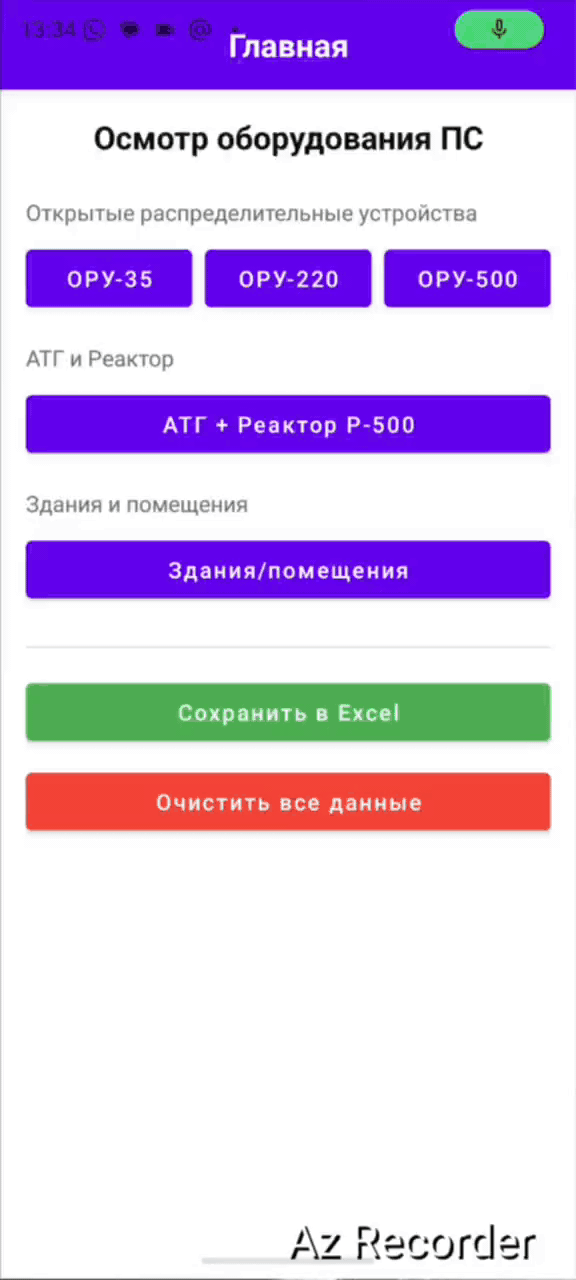 13:34
Главная
Осмотр оборудования ПС
Открытые распределительные устройства
ОРУ-35 ОРУ-220 ОРУ-500
АТГ и Реактор
АТГ + Реактор Р-500
Здания и помещения
Здания/помещения
Сохранить в Excel
Очистить все данные
Az Recorder